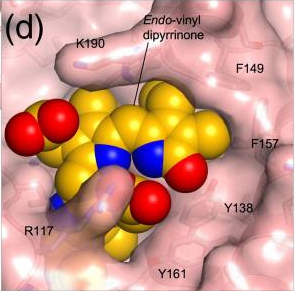 (d)
Endo-vinyl
dipyrrinone
K190
F149
F157
Y138
R117
Y161